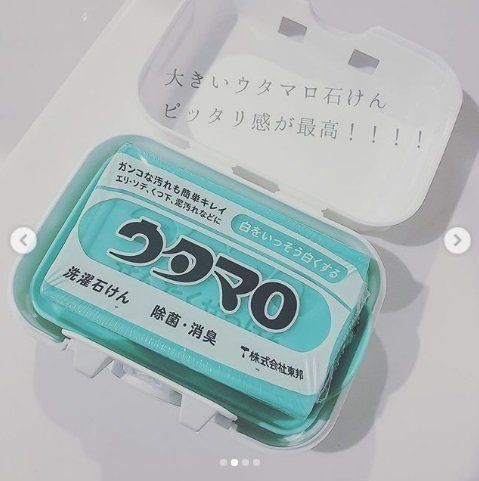 大きいウタマロ石けん
ピッタリ感が最高！！！！
ガンコな汚れも簡単キレイ
エリ・ソデ、くつ下、泥汚れなどに
白をいっそう白くする
ウタマロ
洗濯石けん
除菌・消臭
株式会社東邦